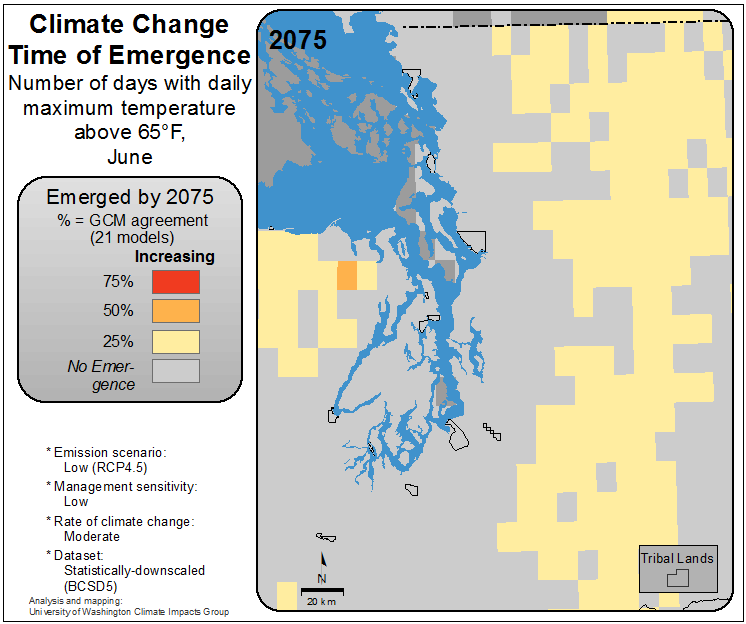 Climate Change
Time of Emergence
Number of days with daily
maximum temperature
above 65°F,
June
Emerged by 2075
% = GCM agreement
(21 models)
Increasing
75%
50%
25%
No Emer-
gence
* Emission scenario:
Low (RCP4.5)
* Management sensitivity:
Low
* Rate of climate change:
Moderate
* Dataset:
Statistically-downscaled
(BCSD5)
Analysis and mapping:
University of Washington Climate Impacts Group
2075
N
20 km
Tribal Lands